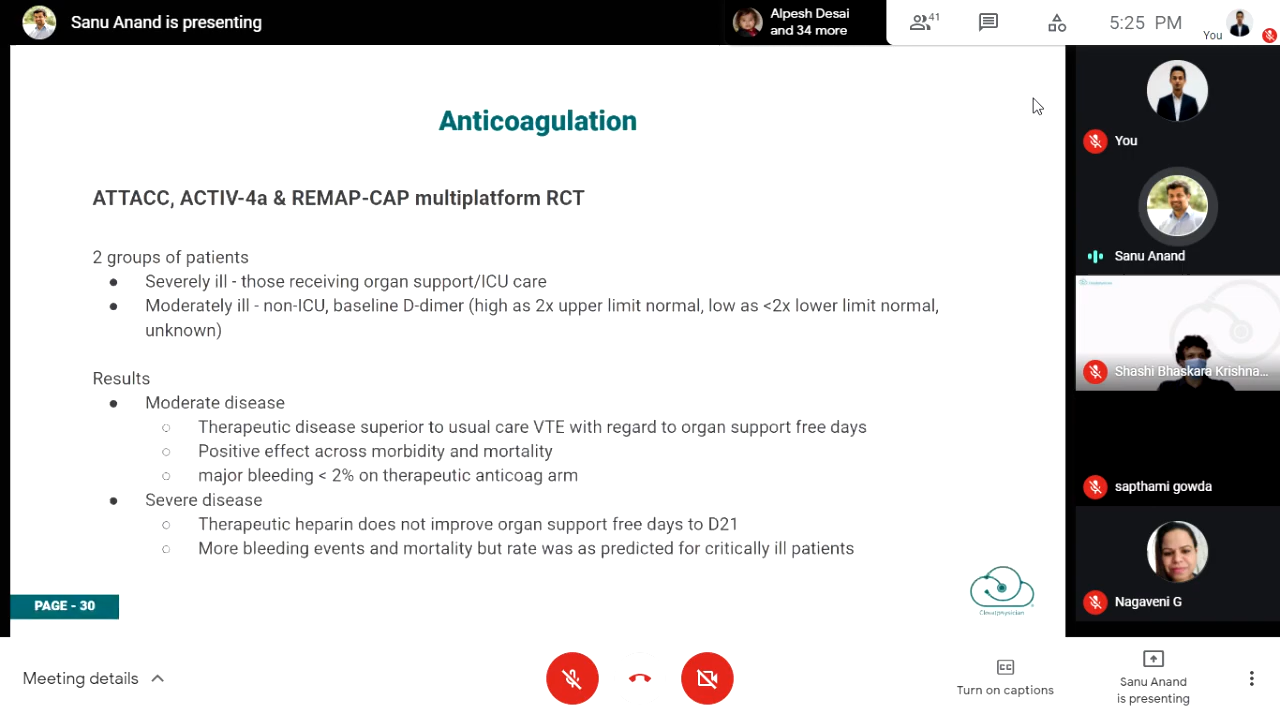 Sanu Anand is presenting
Alpesh Desai
and 34 more
41
5:25 PM
You
Anticoagulation
ATTACC, ACTIV-4a & REMAP-CAP multiplatform RCT
2 groups of patients
● Severely ill - those receiving organ support/ICU care
● Moderately ill - non-ICU, baseline D-dimer (high as 2x upper limit normal, low as <2x lower limit normal,
unknown)
Results
● Moderate disease
○ Therapeutic disease superior to usual care VTE with regard to organ support free days
○ Positive effect across morbidity and mortality
○ major bleeding < 2% on therapeutic anticoag arm
● Severe disease
○ Therapeutic heparin does not improve organ support free days to D21
○ More bleeding events and mortality but rate was as predicted for critically ill patients
PAGE - 30
Cloudphysician
You
Sanu Anand
Shashi Bhaskara Krishna...
sapthami gowda
Nagaveni G
Meeting details
CC
Turn on captions
Sanu Anand
is presenting